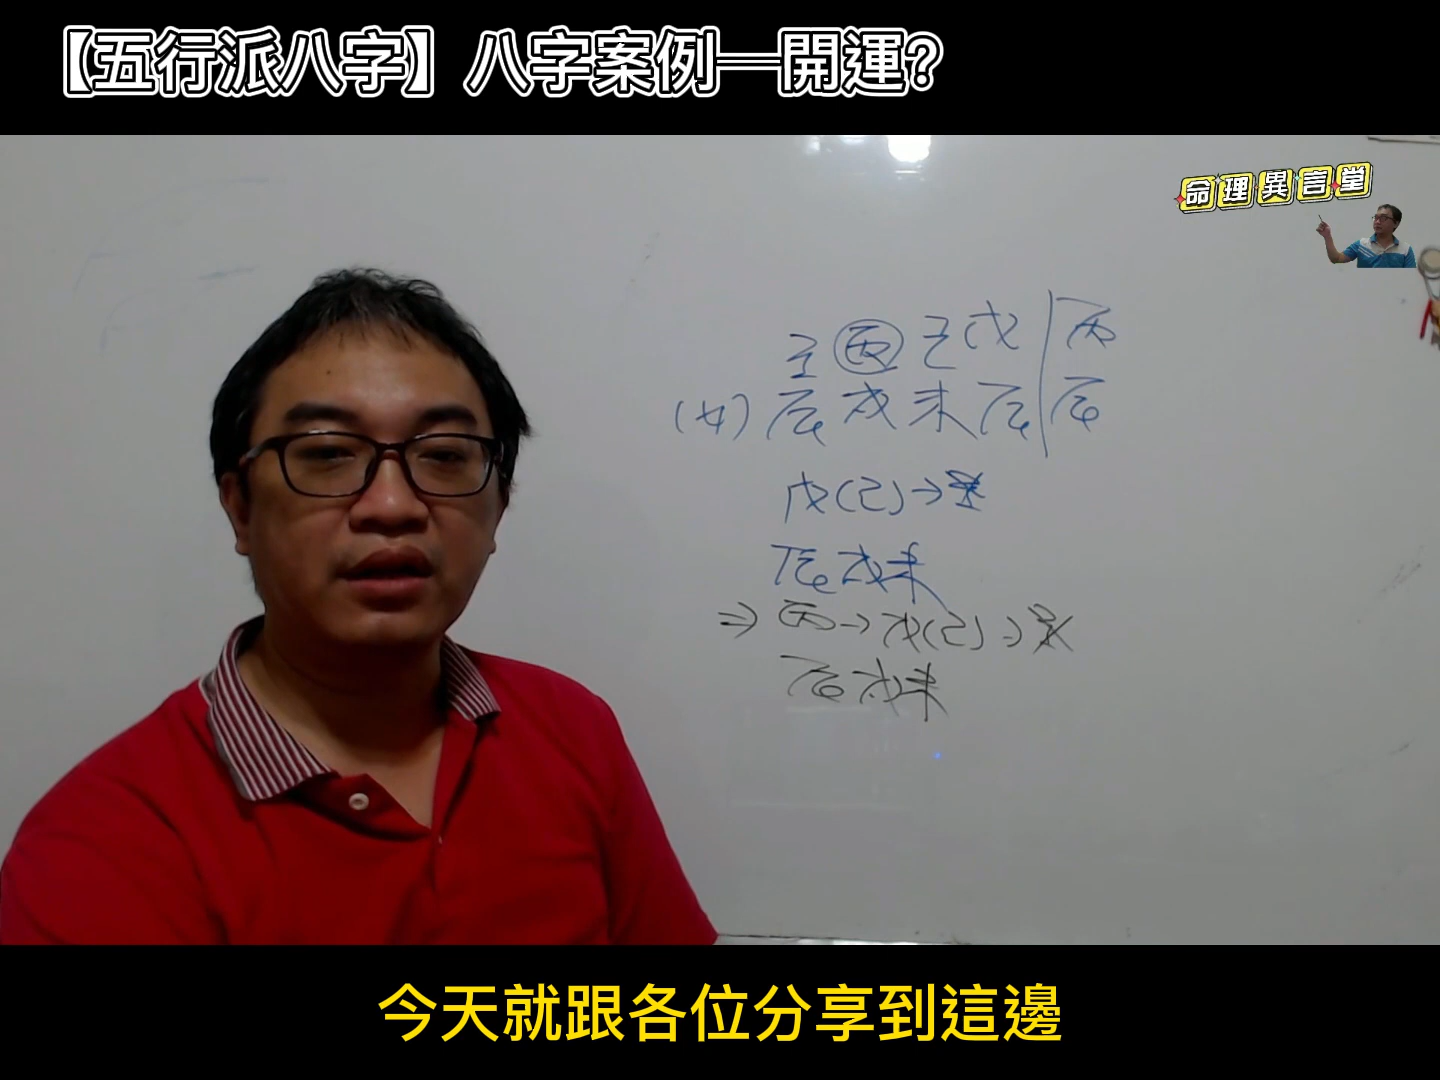 【五行派八字】八字案例—開運?
命理異言堂
壬丙己戊|丙
(女)辰戌未辰|辰
戊(己)→
辰戌未
⇒丙→戊(己)→
辰戌未
今天就跟各位分享到這邊